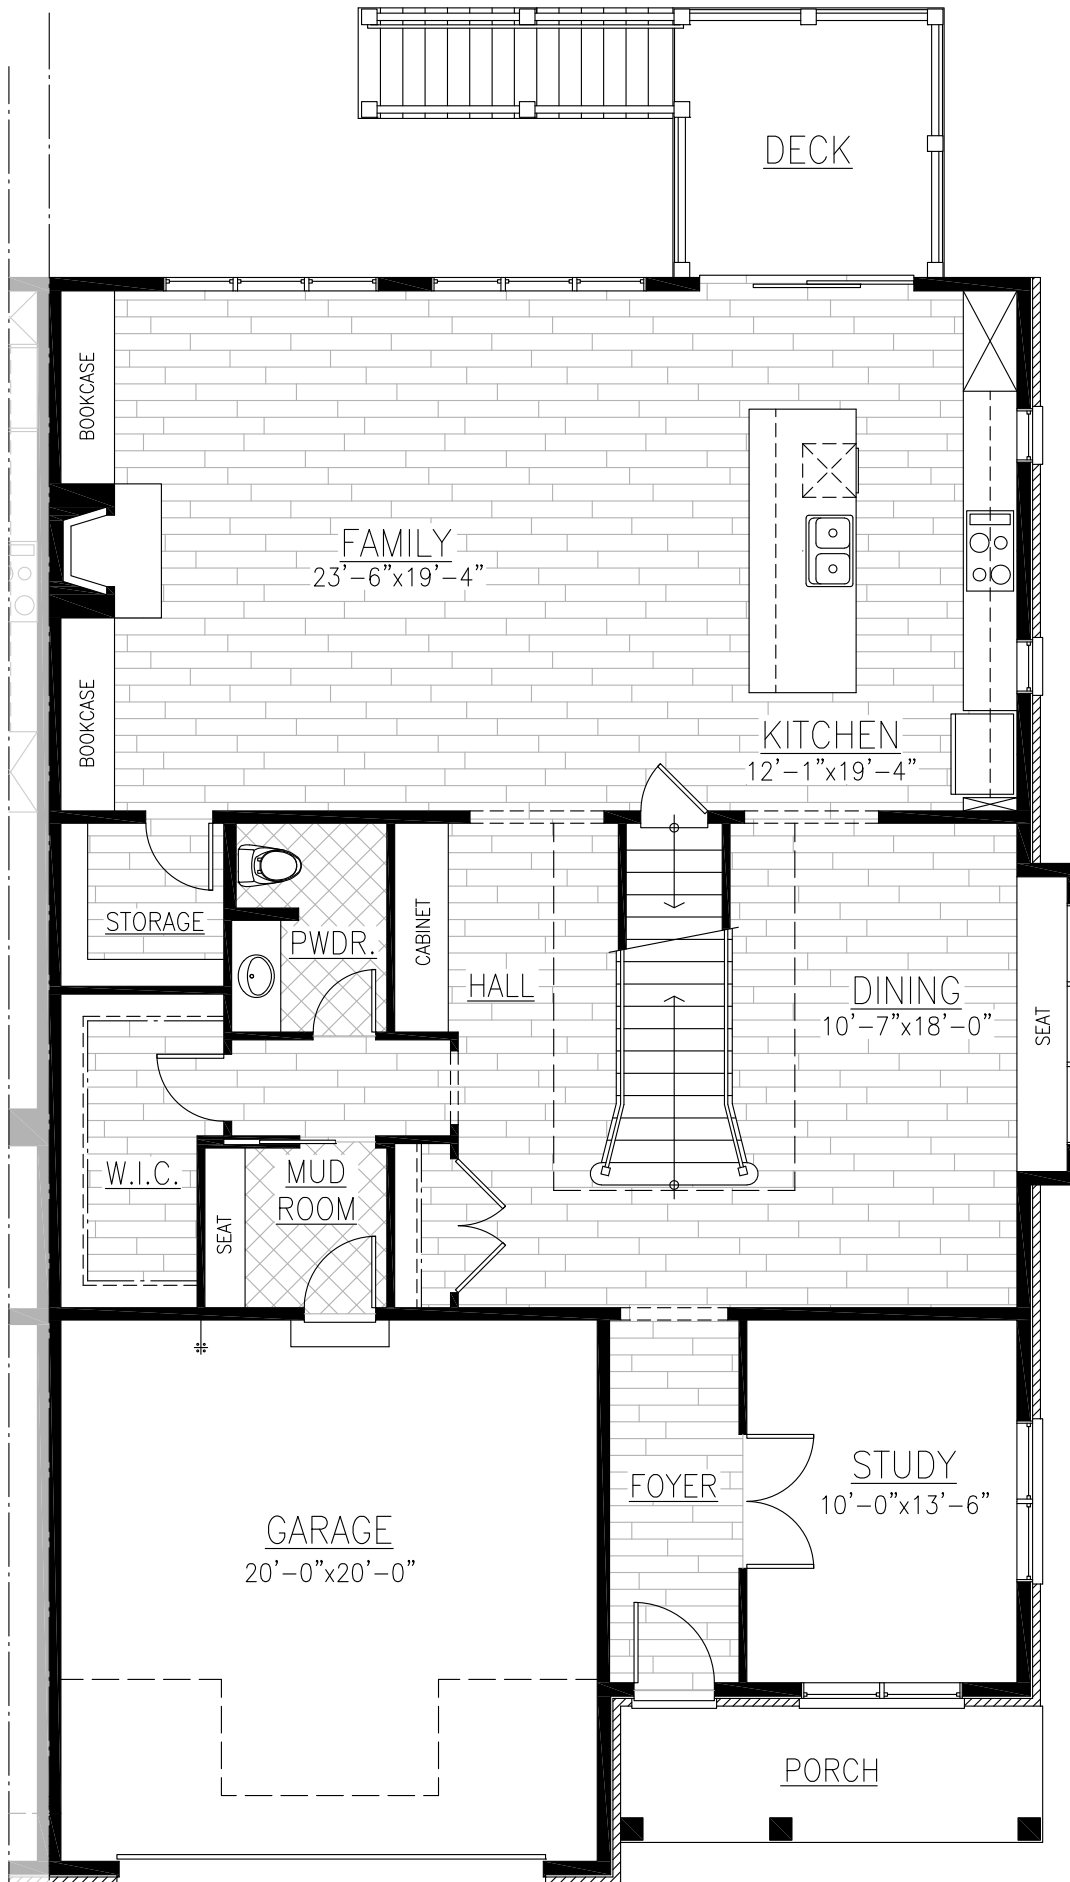 DECK
BOOKCASE
FAMILY
23'-6"x19'-4"
BOOKCASE
KITCHEN
12'-1"x19'-4"
STORAGE
PWDR.
CABINET
HALL
DINING
10'-7"x18'-0"
SEAT
W.I.C.
MUD
ROOM
SEAT
FOYER
STUDY
10'-0"x13'-6"
GARAGE
20'-0"x20'-0"
PORCH